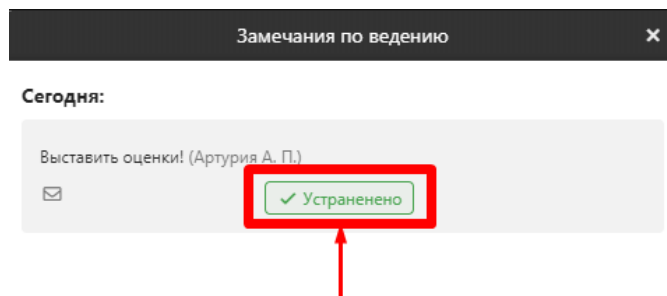 Замечания по ведению
Сегодня:
Выставить оценки! (Артурия А. П.)
Устраненено